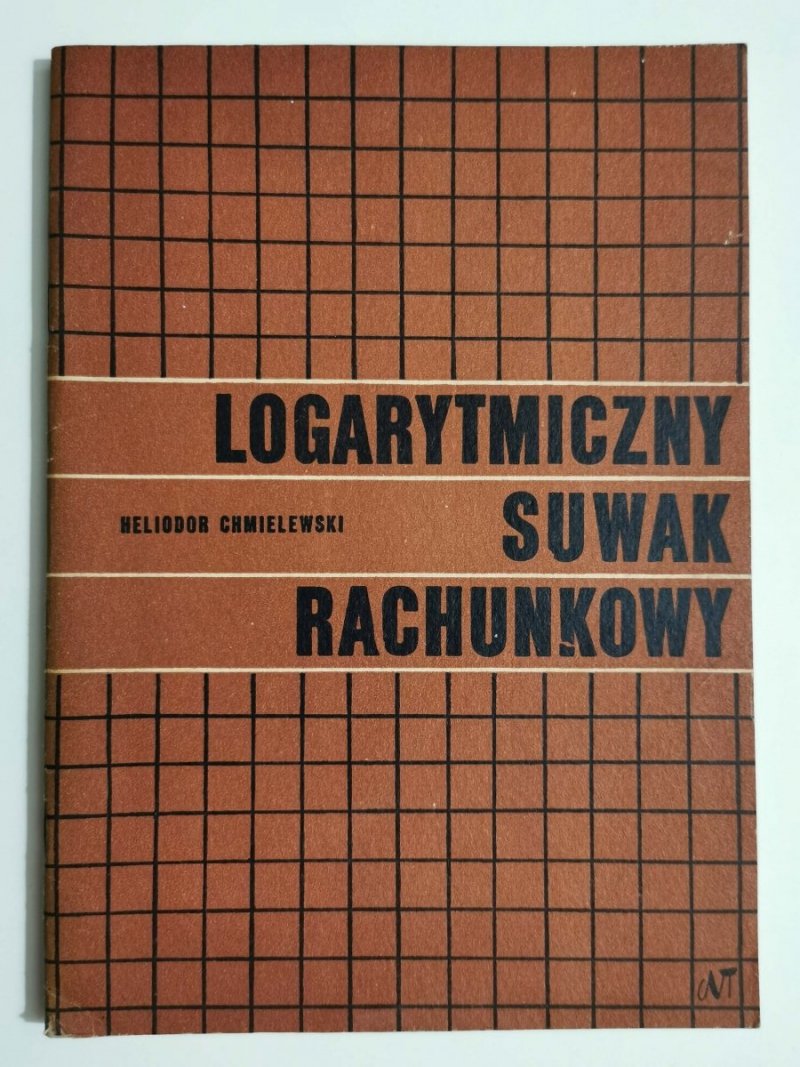 LOGARYTMICZNY
HELIODOR CHMIELEWSKI
SUWAK
RACHUNKOWY